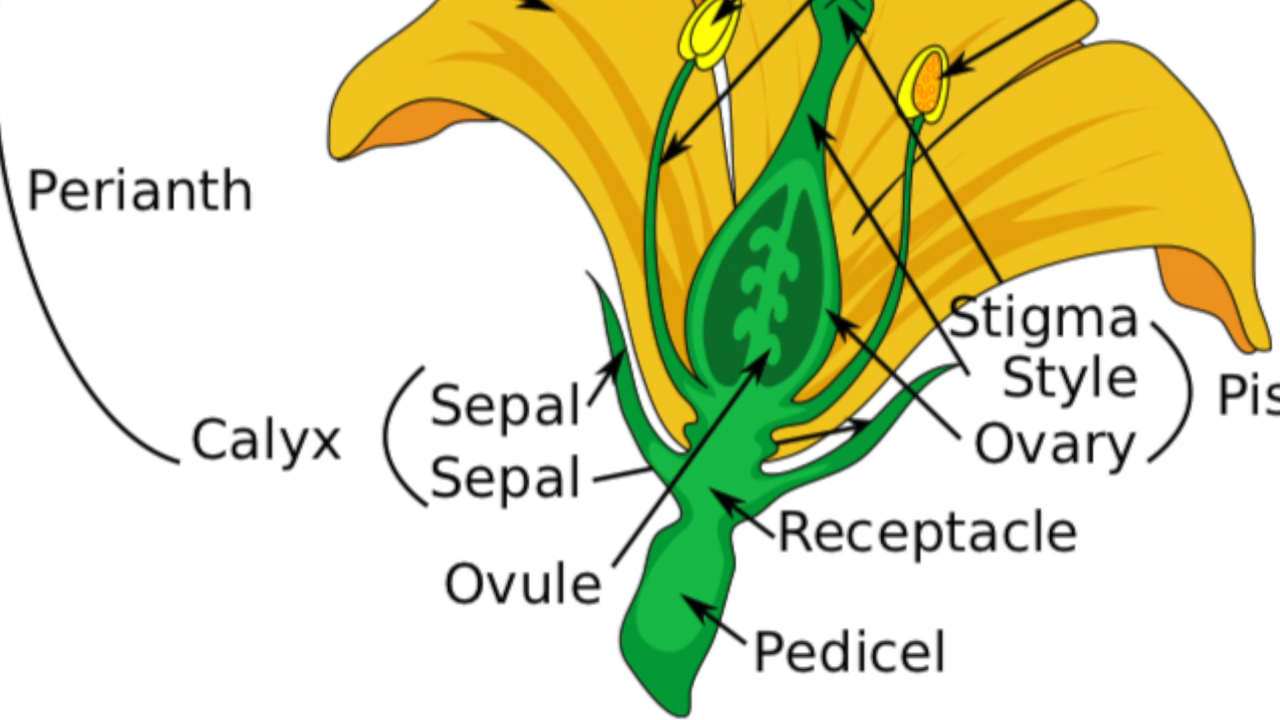 Perianth
Stigma
Style
Ovary
Calyx
Sepal
Sepal
Receptacle
Ovule
Pedicel